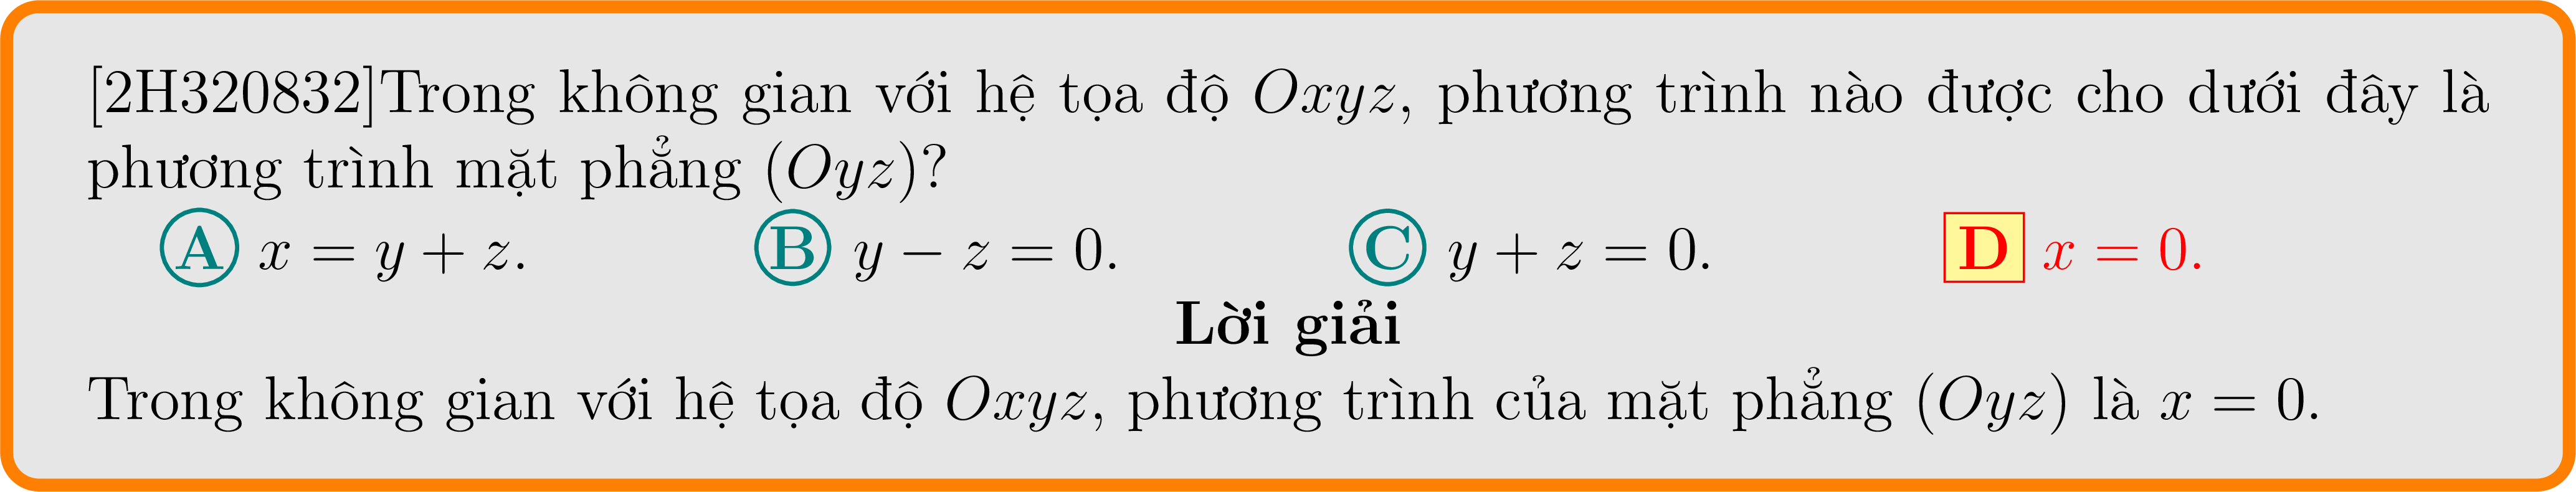 [2H320832]Trong không gian với hệ tọa độ Oxyz, phương trình nào được cho dưới đây là
phương trình mặt phẳng (Oyz)?
A x = y + z. B y − z = 0. C y + z = 0. D x = 0.
Lời giải
Trong không gian với hệ tọa độ Oxyz, phương trình của mặt phẳng (Oyz) là x = 0.